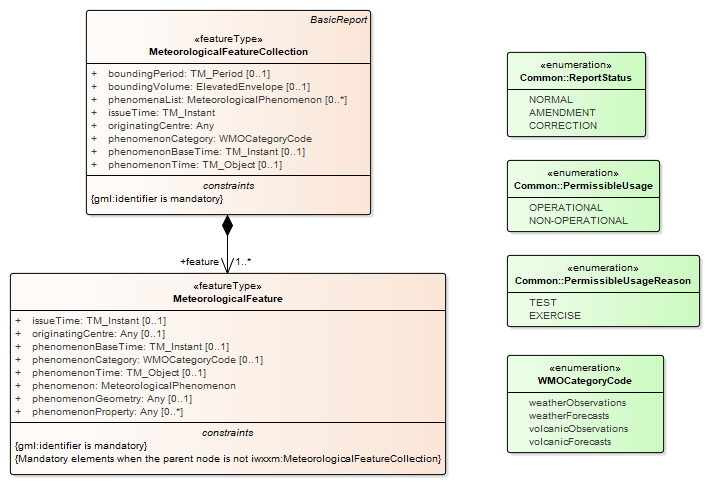 BasicReport
«featureType»
MeteorologicalFeatureCollection
+ boundingPeriod: TM_Period [0..1]
+ boundingVolume: ElevatedEnvelope [0..1]
+ phenomenaList: MeteorologicalPhenomenon [0..*]
+ issueTime: TM_Instant
+ originatingCentre: Any
+ phenomenonCategory: WMOCategoryCode
+ phenomenonBaseTime: TM_Instant [0..1]
+ phenomenonTime: TM_Object [0..1]
constraints
{gml:identifier is mandatory}
+feature 1..*
«featureType»
MeteorologicalFeature
+ issueTime: TM_Instant [0..1]
+ originatingCentre: Any [0..1]
+ phenomenonBaseTime: TM_Instant [0..1]
+ phenomenonCategory: WMOCategoryCode [0..1]
+ phenomenonTime: TM_Object [0..1]
+ phenomenon: MeteorologicalPhenomenon
+ phenomenonGeometry: Any [0..1]
+ phenomenonProperty: Any [0..*]
constraints
{gml:identifier is mandatory}
{Mandatory elements when the parent node is not iwxxm:MeteorologicalFeatureCollection}
«enumeration»
Common::ReportStatus
NORMAL
AMENDMENT
CORRECTION
«enumeration»
Common::PermissibleUsage
OPERATIONAL
NON-OPERATIONAL
«enumeration»
Common::PermissibleUsageReason
TEST
EXERCISE
«enumeration»
WMOCategoryCode
weatherObservations
weatherForecasts
volcanicObservations
volcanicForecasts